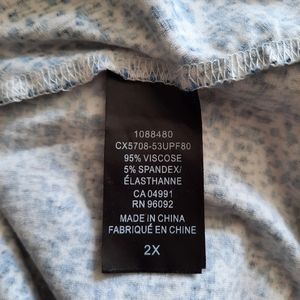 1088480
CX5708-53UPF80
95% VISCOSE
5% SPANDEX/
ÉLASTHANNE
CA 04991
RN 96092
MADE IN CHINA
FABRIQUÉ EN CHINE
2X